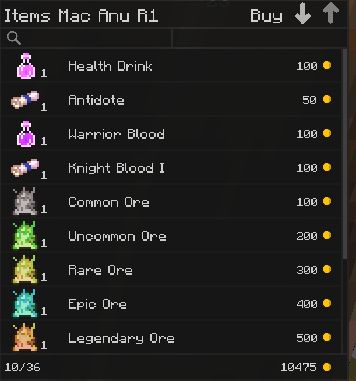 Items Mac Anu R1 Buy
1 Health Drink 100
1 Antidote 50
1 Warrior Blood 100
1 Knight Blood I 100
1 Common Ore 100
1 Uncommon Ore 200
1 Rare Ore 300
1 Epic Ore 400
1 Legendary Ore 500
10/36 10475